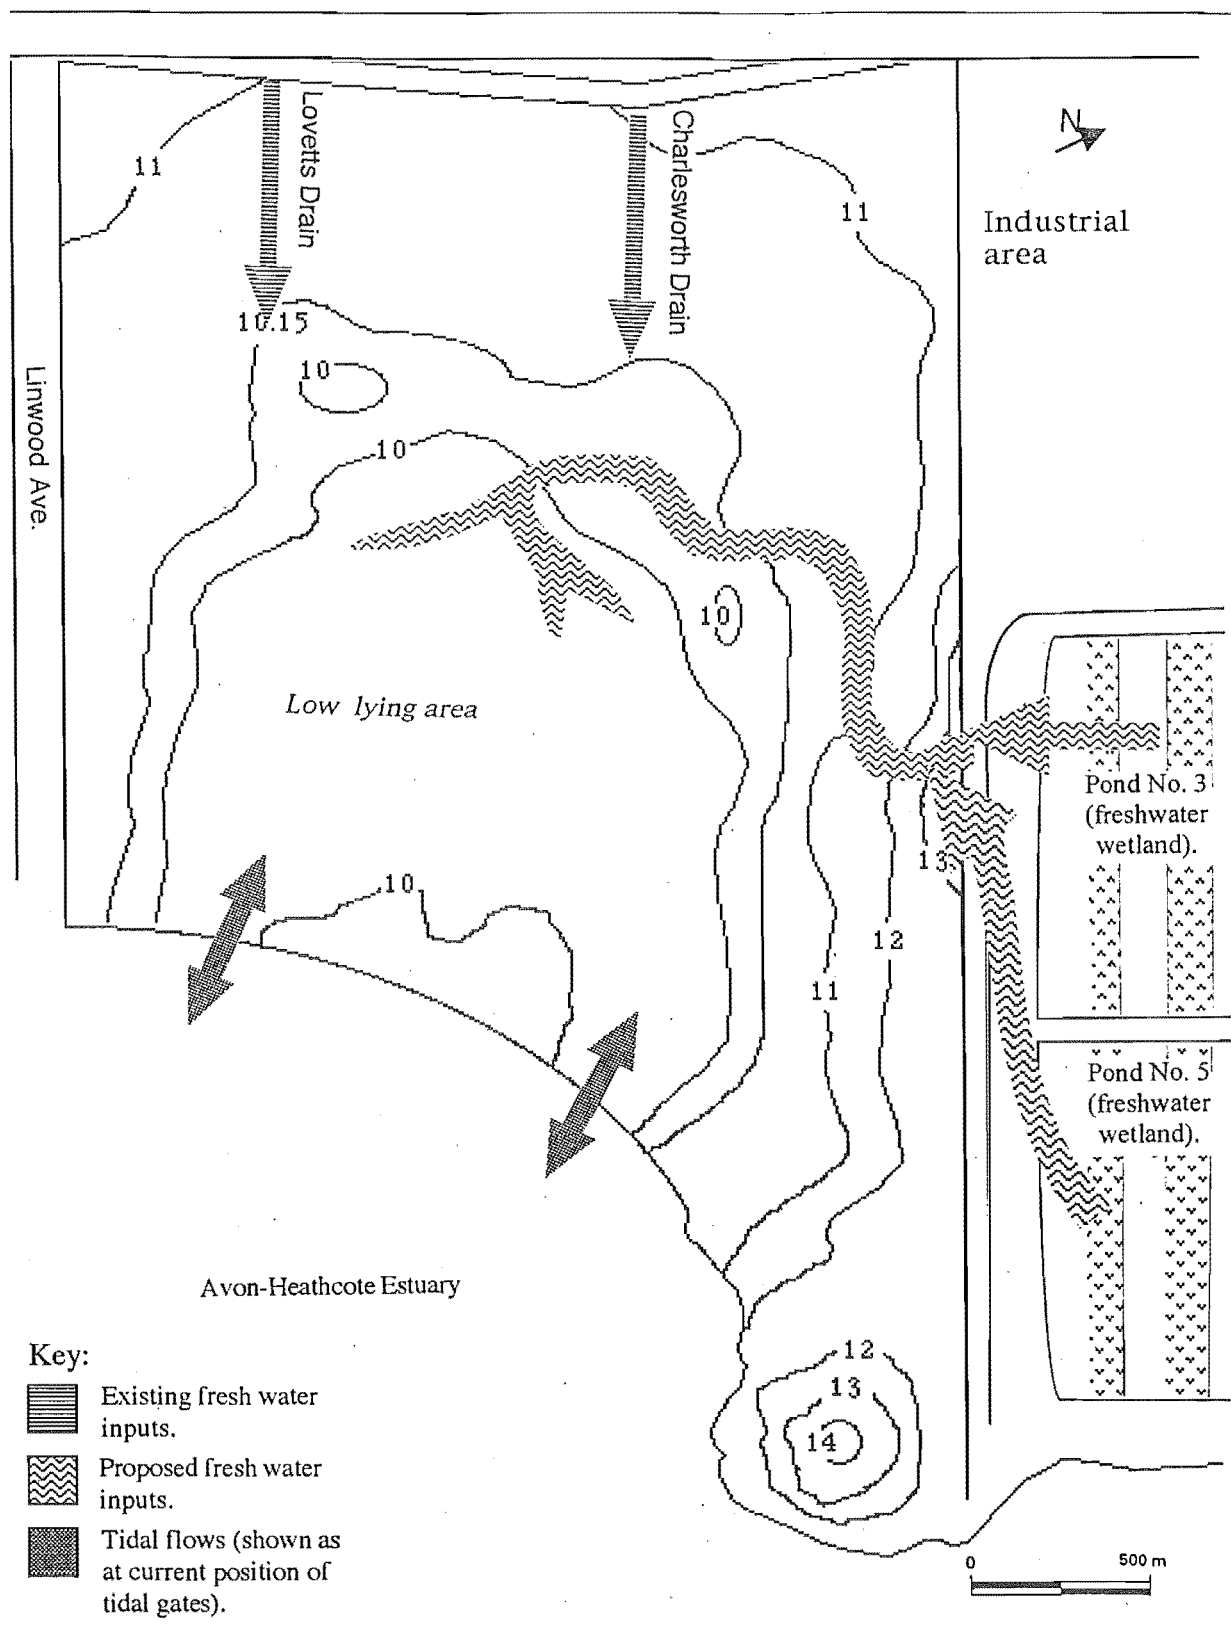 N
11
Lovetts Drain
Charlesworth Drain
11
Industrial
area
10.15
10
Linwood Ave.
10
10
Low lying area
Pond No. 3
(freshwater
wetland).
13
10
12
11
Pond No. 5
(freshwater
wetland).
Avon-Heathcote Estuary
12
13
14
Key:
Existing fresh water
inputs.
Proposed fresh water
inputs.
Tidal flows (shown as
at current position of
tidal gates).
0 500 m